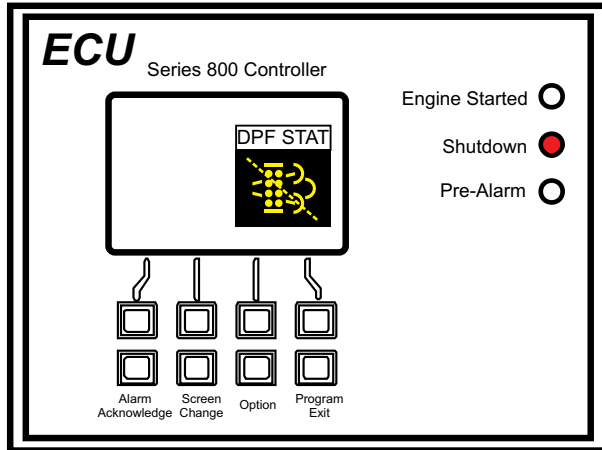 ECU
Series 800 Controller
Engine Started
DPF STAT
Shutdown
Pre-Alarm
Alarm
Acknowledge
Screen
Change
Option
Program
Exit